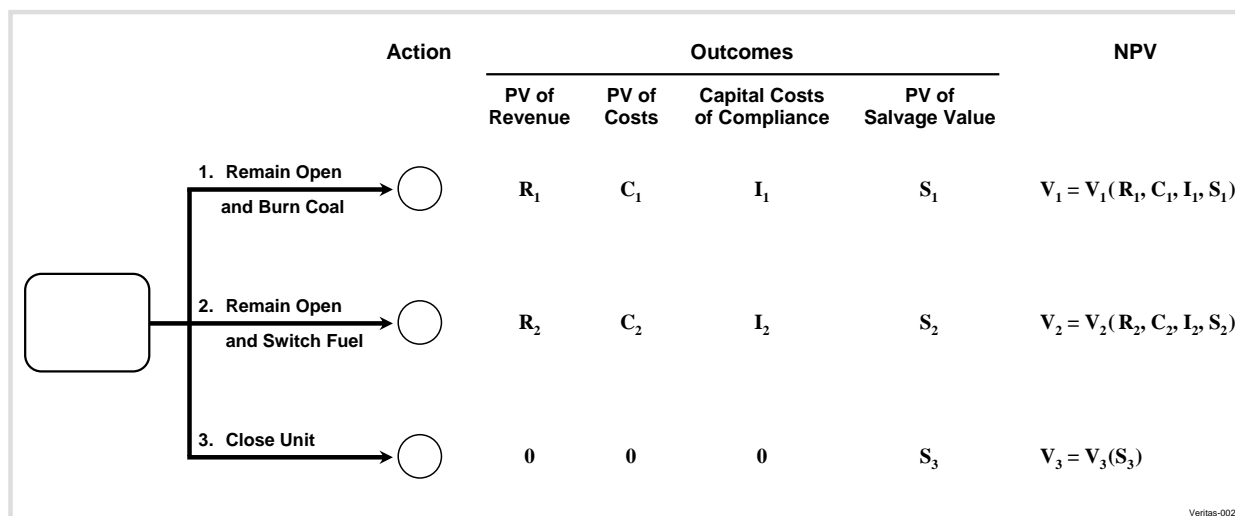 Action Outcomes NPV
PV of Revenue PV of Costs Capital Costs of Compliance PV of Salvage Value
1. Remain Open
and Burn Coal
R₁ C₁ I₁ S₁ V₁ = V₁( R₁, C₁, I₁, S₁)
2. Remain Open
and Switch Fuel
R₂ C₂ I₂ S₂ V₂ = V₂( R₂, C₂, I₂, S₂)
3. Close Unit
0 0 0 S₃ V₃ = V₃(S₃)
Veritas-002